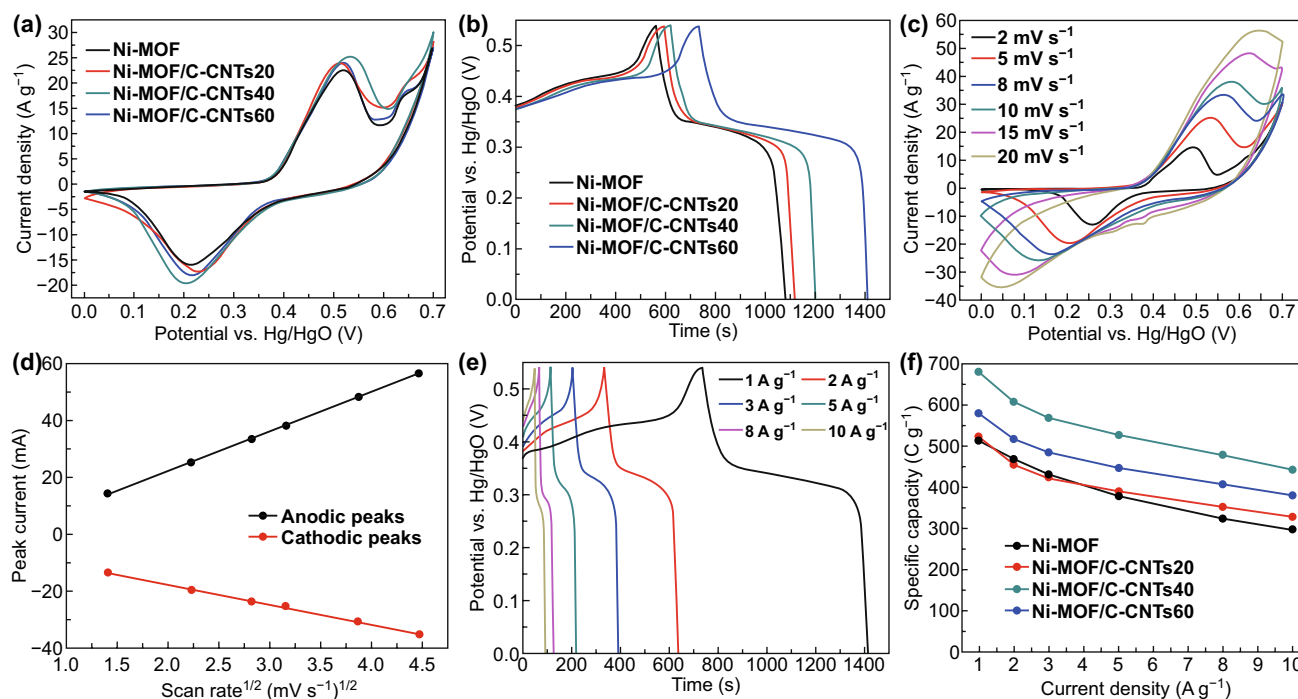 (a)
30
25
20
15
10
5
0
−5
−10
−15
−20
Current density (A g⁻¹)
Ni-MOF
Ni-MOF/C-CNTs20
Ni-MOF/C-CNTs40
Ni-MOF/C-CNTs60
0.0 0.1 0.2 0.3 0.4 0.5 0.6 0.7
Potential vs. Hg/HgO (V)
(b)
0.5
0.4
0.3
0.2
0.1
0.0
Potential vs. Hg/HgO (V)
Ni-MOF
Ni-MOF/C-CNTs20
Ni-MOF/C-CNTs40
Ni-MOF/C-CNTs60
0 200 400 600 800 1000 1200 1400
Time (s)
(c)
60
50
40
30
20
10
0
−10
−20
−30
−40
Current density (A g⁻¹)
2 mV s⁻¹
5 mV s⁻¹
8 mV s⁻¹
10 mV s⁻¹
15 mV s⁻¹
20 mV s⁻¹
0.0 0.1 0.2 0.3 0.4 0.5 0.6 0.7
Potential vs. Hg/HgO (V)
(d)
60
40
20
0
−20
−40
Peak current (mA)
Anodic peaks
Cathodic peaks
1.0 1.5 2.0 2.5 3.0 3.5 4.0 4.5
Scan rate¹ᐟ² (mV s⁻¹)¹ᐟ²
(e)
0.5
0.4
0.3
0.2
0.1
0.0
Potential vs. Hg/HgO (V)
1 A g⁻¹ 2 A g⁻¹
3 A g⁻¹ 5 A g⁻¹
8 A g⁻¹ 10 A g⁻¹
0 200 400 600 800 1000 1200 1400
Time (s)
(f)
700
600
500
400
300
200
100
0
Specific capacity (C g⁻¹)
Ni-MOF
Ni-MOF/C-CNTs20
Ni-MOF/C-CNTs40
Ni-MOF/C-CNTs60
1 2 3 4 5 6 7 8 9 10
Current density (A g⁻¹)